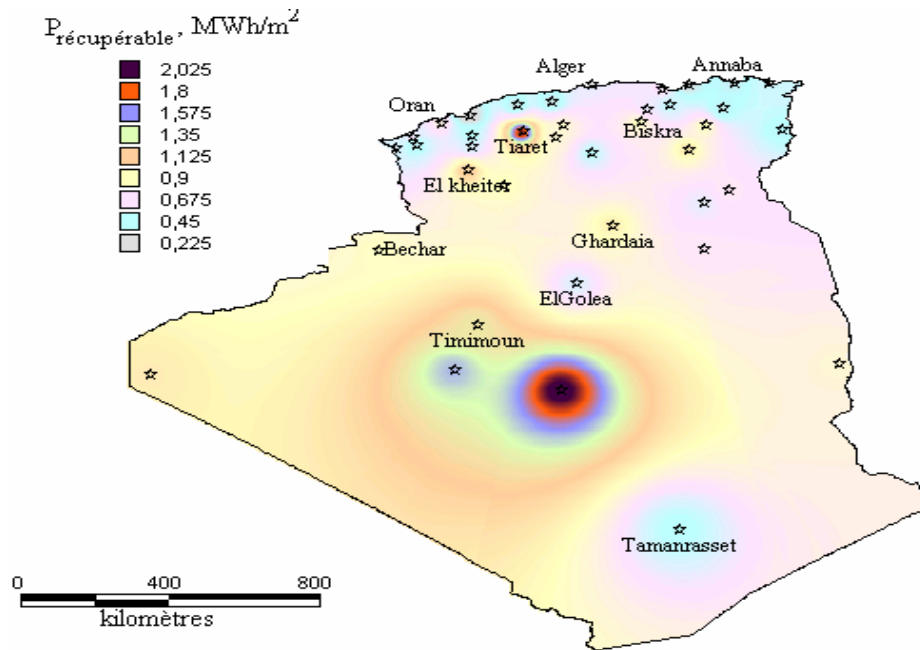 P récupérable, MWh/m2
2,025
1,8
1,575
1,35
1,125
0,9
0,675
0,45
0,225
Alger
Annaba
Oran
Biskra
Tiaret
El kheiter
Ghardaia
Bechar
ElGolea
Timimoun
Tamanrasset
0 400 800
kilomètres